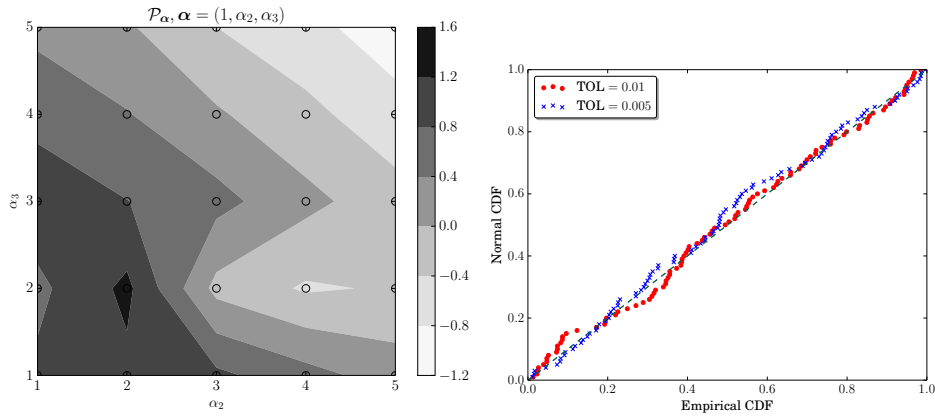 𝒫_α, α = (1, α₂, α₃)
5
4
3
2
1
α₃
1 2 3 4 5
α₂
1.6
1.2
0.8
0.4
0.0
−0.4
−0.8
−1.2
1.0
0.8
0.6
0.4
0.2
0.0
Normal CDF
TOL = 0.01
TOL = 0.005
0.0 0.2 0.4 0.6 0.8 1.0
Empirical CDF